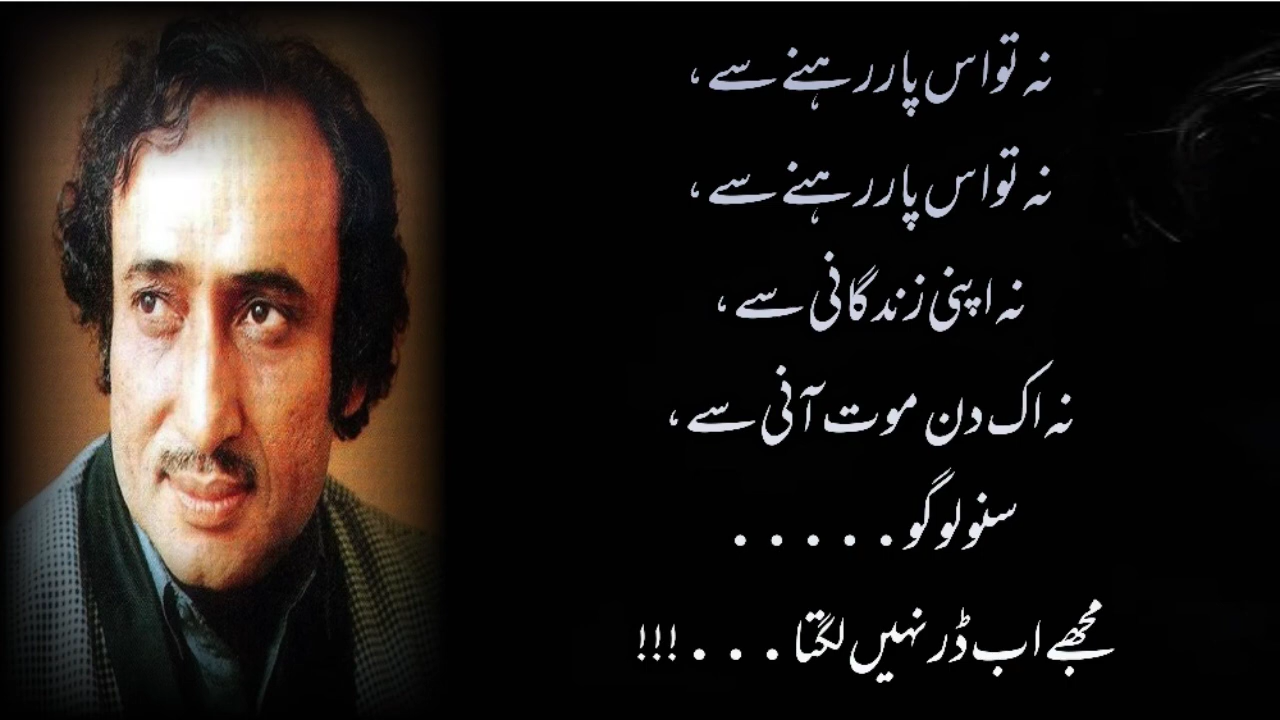 نہ تو اس پار رہنے سے ،
نہ تو اس پار رہنے سے ،
نہ اپنی زندگانی سے ،
نہ اک دن موت آنی سے ،
سنو لوگو . . . . .
مجھے اب ڈر نہیں لگتا . . . !!!